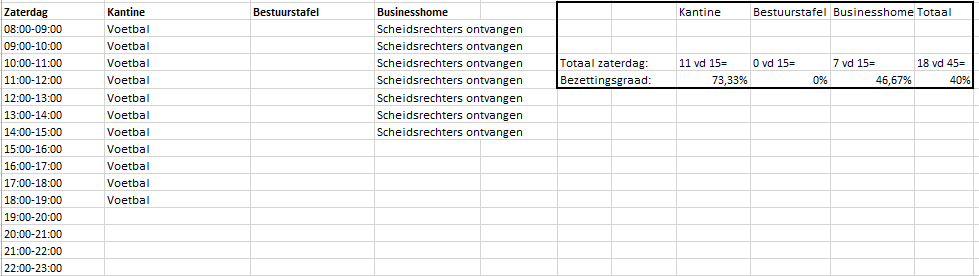 Zaterdag Kantine Bestuurstafel Businesshome Kantine Bestuurstafel Businesshome Totaal
08:00-09:00 Voetbal Scheidsrechters ontvangen
09:00-10:00 Voetbal Scheidsrechters ontvangen
10:00-11:00 Voetbal Scheidsrechters ontvangen Totaal zaterdag: 11 vd 15= 0 vd 15= 7 vd 15= 18 vd 45=
11:00-12:00 Voetbal Scheidsrechters ontvangen Bezettingsgraad: 73,33% 0% 46,67% 40%
12:00-13:00 Voetbal Scheidsrechters ontvangen
13:00-14:00 Voetbal Scheidsrechters ontvangen
14:00-15:00 Voetbal Scheidsrechters ontvangen
15:00-16:00 Voetbal
16:00-17:00 Voetbal
17:00-18:00 Voetbal
18:00-19:00 Voetbal
19:00-20:00
20:00-21:00
21:00-22:00
22:00-23:00